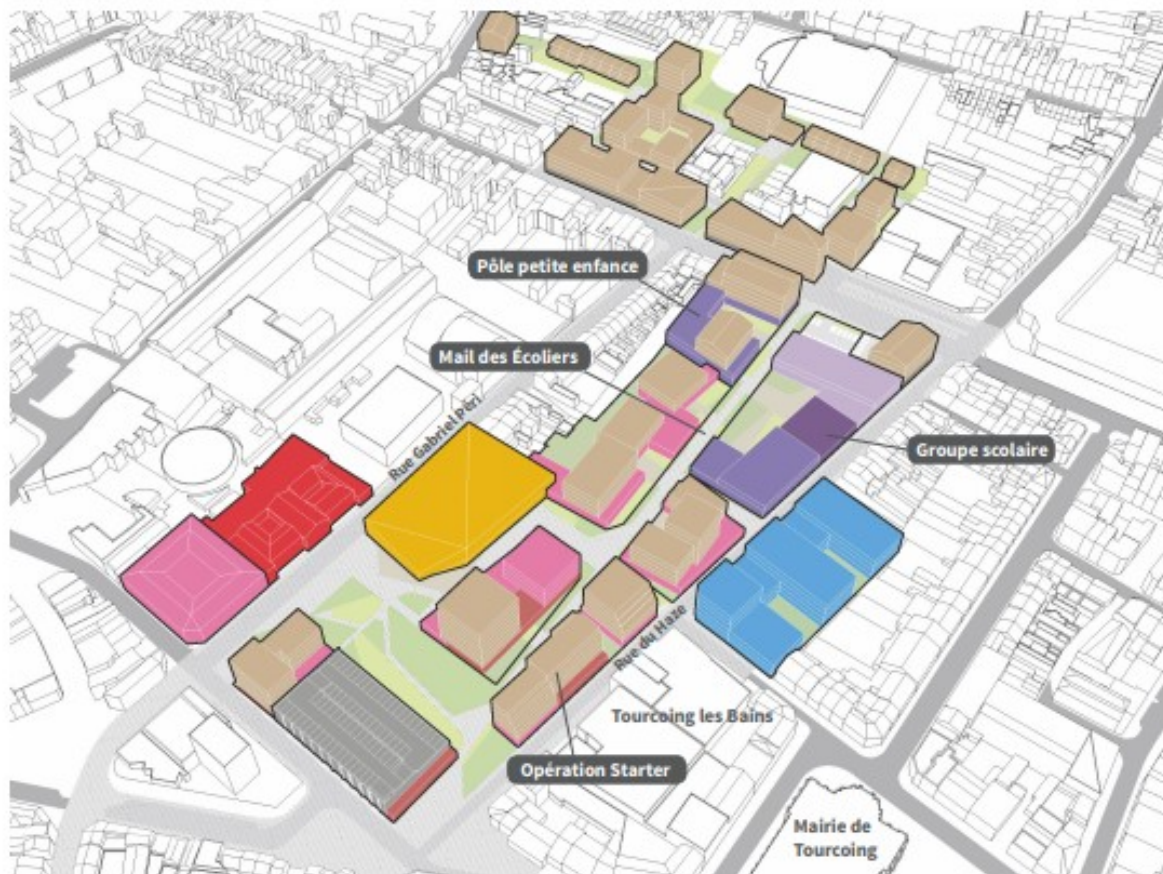 Pôle petite enfance
Mail des Écoliers
Rue Gabriel Péri
Groupe scolaire
Rue du Haze
Tourcoing les Bains
Opération Starter
Mairie de
Tourcoing